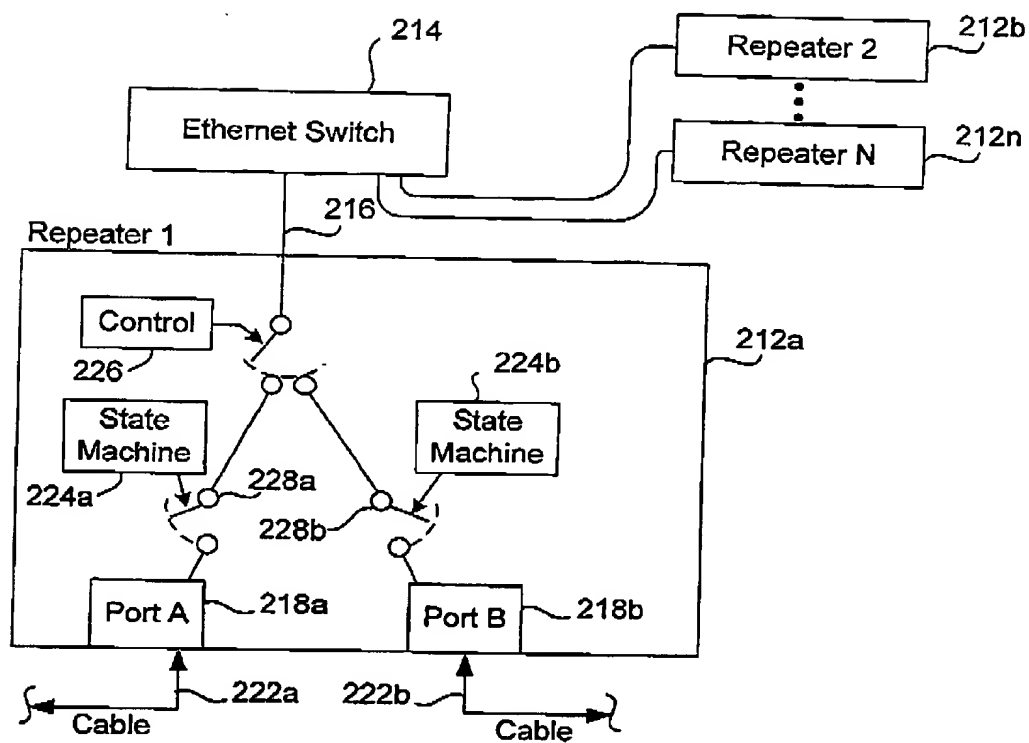 214
Ethernet Switch
Repeater 2
212b
Repeater N
212n
216
Repeater 1
Control
226
212a
State
Machine
224a
224b
State
Machine
228a
228b
Port A
218a
Port B
218b
222a
Cable
222b
Cable